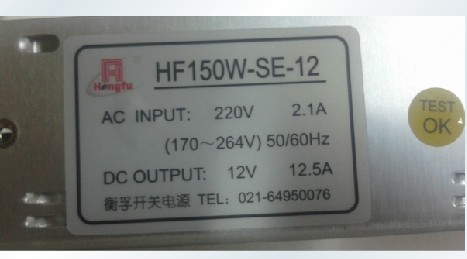 Hengfu
HF150W-SE-12
AC INPUT: 220V 2.1A
(170～264V) 50/60Hz
DC OUTPUT: 12V 12.5A
衡孚开关电源 TEL: 021-64950076
TEST
OK